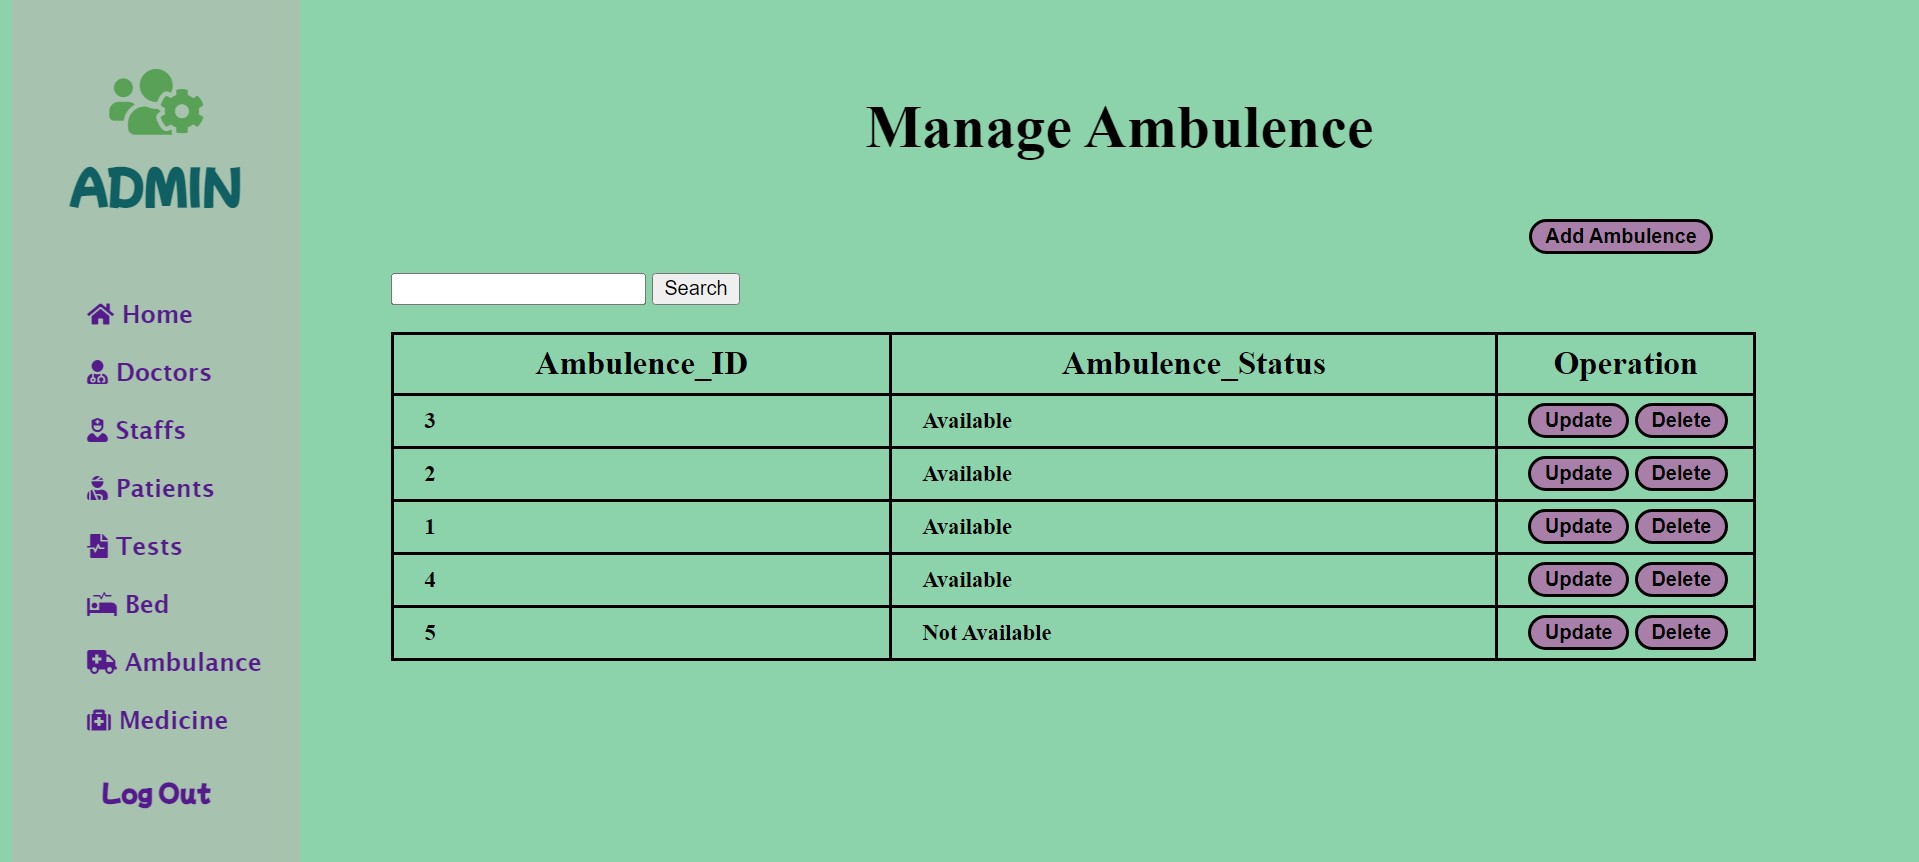 ADMIN
Home
Doctors
Staffs
Patients
Tests
Bed
Ambulance
Medicine
Log Out
Manage Ambulence
Add Ambulence
Search
Ambulence_ID Ambulence_Status Operation
3 Available Update Delete
2 Available Update Delete
1 Available Update Delete
4 Available Update Delete
5 Not Available Update Delete